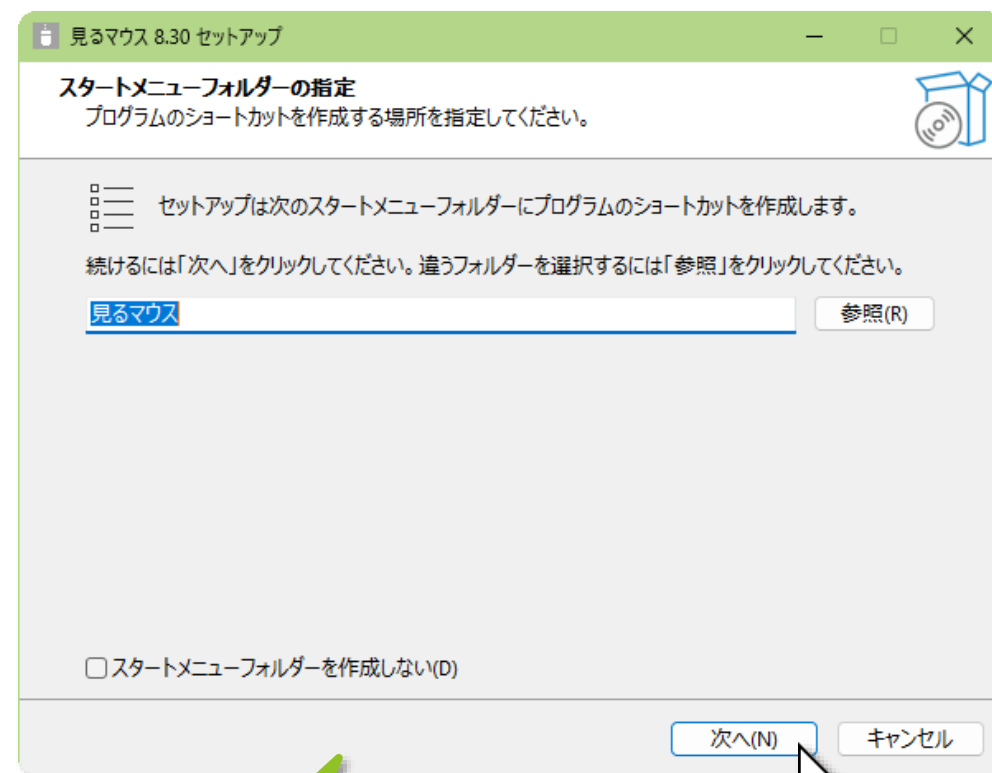 見るマウス 8.30 セットアップ
スタートメニューフォルダーの指定
プログラムのショートカットを作成する場所を指定してください。
セットアップは次のスタートメニューフォルダーにプログラムのショートカットを作成します。
続けるには「次へ」をクリックしてください。違うフォルダーを選択するには「参照」をクリックしてください。
見るマウス
参照(R)
スタートメニューフォルダーを作成しない(D)
次へ(N)
キャンセル